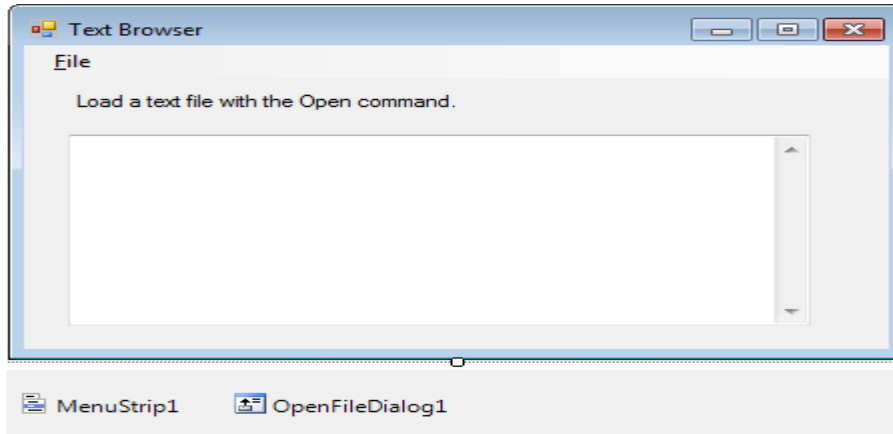 Text Browser
File
Load a text file with the Open command.
MenuStrip1 OpenFileDialog1